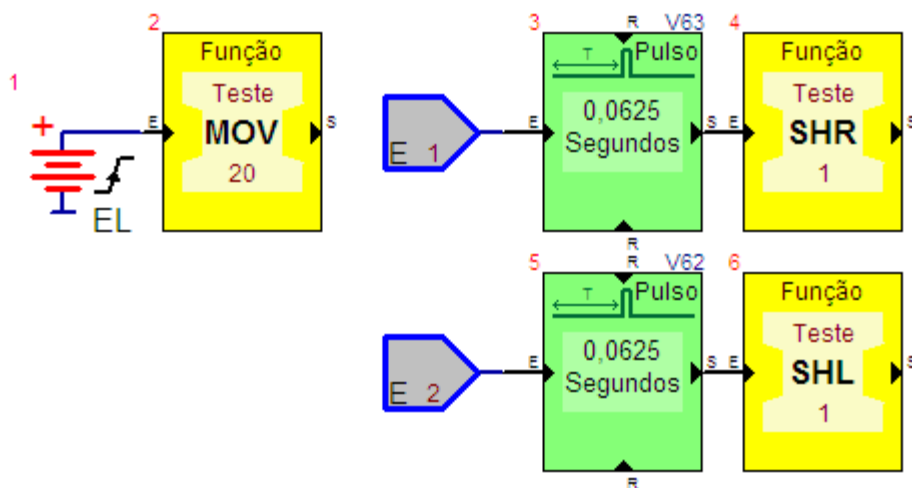 1
+
EL
2
Função
Teste
MOV
20
E
S
E 1
3
R
V63
T
Pulso
0,0625
Segundos
E
S
R
4
Função
Teste
SHR
1
E
S
E 2
5
R
V62
T
Pulso
0,0625
Segundos
E
S
R
6
Função
Teste
SHL
1
E
S